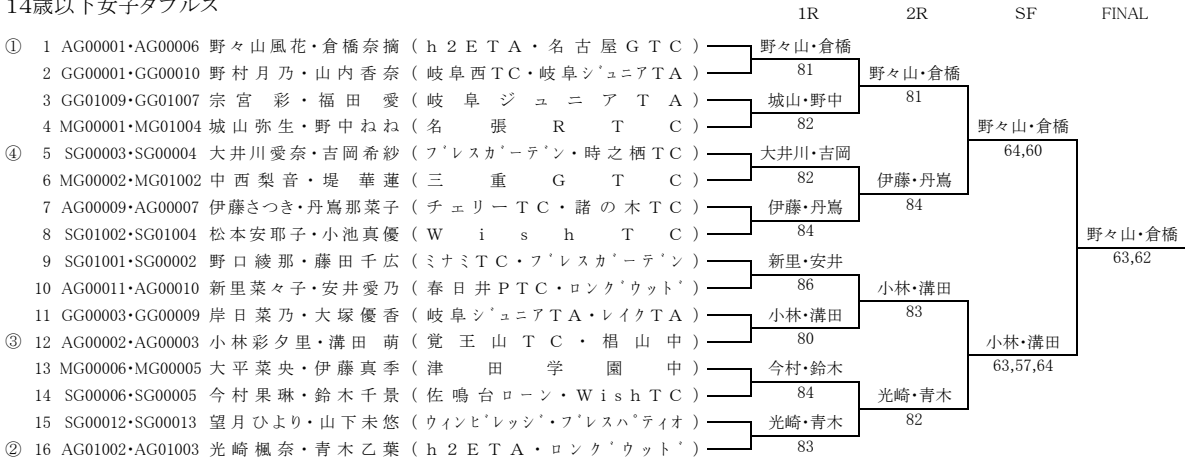 14歳以下女子ダブルス
1R 2R SF FINAL
① 1 AG00001・AG00006 野々山風花・倉橋奈摘 (h2ETA・名古屋GTC)
2 GG00001・GG00010 野村月乃・山内香奈 (岐阜西TC・岐阜ジュニアTA)
3 GG01009・GG01007 宗宮 彩・福田 愛 (岐阜ジュニアTA)
4 MG00001・MG01004 城山弥生・野中ねね (名張RTC)
④ 5 SG00003・SG00004 大井川愛奈・吉岡希紗 (ブレスガーデン・時之栖TC)
6 MG00002・MG01002 中西梨音・堤 華蓮 (三重GTC)
7 AG00009・AG00007 伊藤さつき・丹嶌那菜子 (チェリーTC・諸の木TC)
8 SG01002・SG01004 松本安耶子・小池真優 (Wish TC)
9 SG01001・SG00002 野口綾那・藤田千広 (ミナミTC・ブレスガーデン)
10 AG00011・AG00010 新里菜々子・安井愛乃 (春日井PTC・ロングウッド)
11 GG00003・GG00009 岸日菜乃・大塚優香 (岐阜ジュニアTA・レイクTA)
③ 12 AG00002・AG00003 小林彩夕里・溝田 萌 (覚王山TC・椙山中)
13 MG00006・MG00005 大平菜央・伊藤真季 (津田学園中)
14 SG00006・SG00005 今村果琳・鈴木千景 (佐鳴台ローン・WishTC)
15 SG00012・SG00013 望月ひより・山下未悠 (ウィンビレッジ・ブレスパティオ)
② 16 AG01002・AG01003 光崎楓奈・青木乙葉 (h2ETA・ロングウッド)
野々山・倉橋
81
城山・野中
82
大井川・吉岡
82
伊藤・丹嶌
84
新里・安井
86
小林・溝田
80
今村・鈴木
84
光崎・青木
83
野々山・倉橋
81
伊藤・丹嶌
84
小林・溝田
83
光崎・青木
82
野々山・倉橋
64,60
小林・溝田
63,57,64
野々山・倉橋
63,62